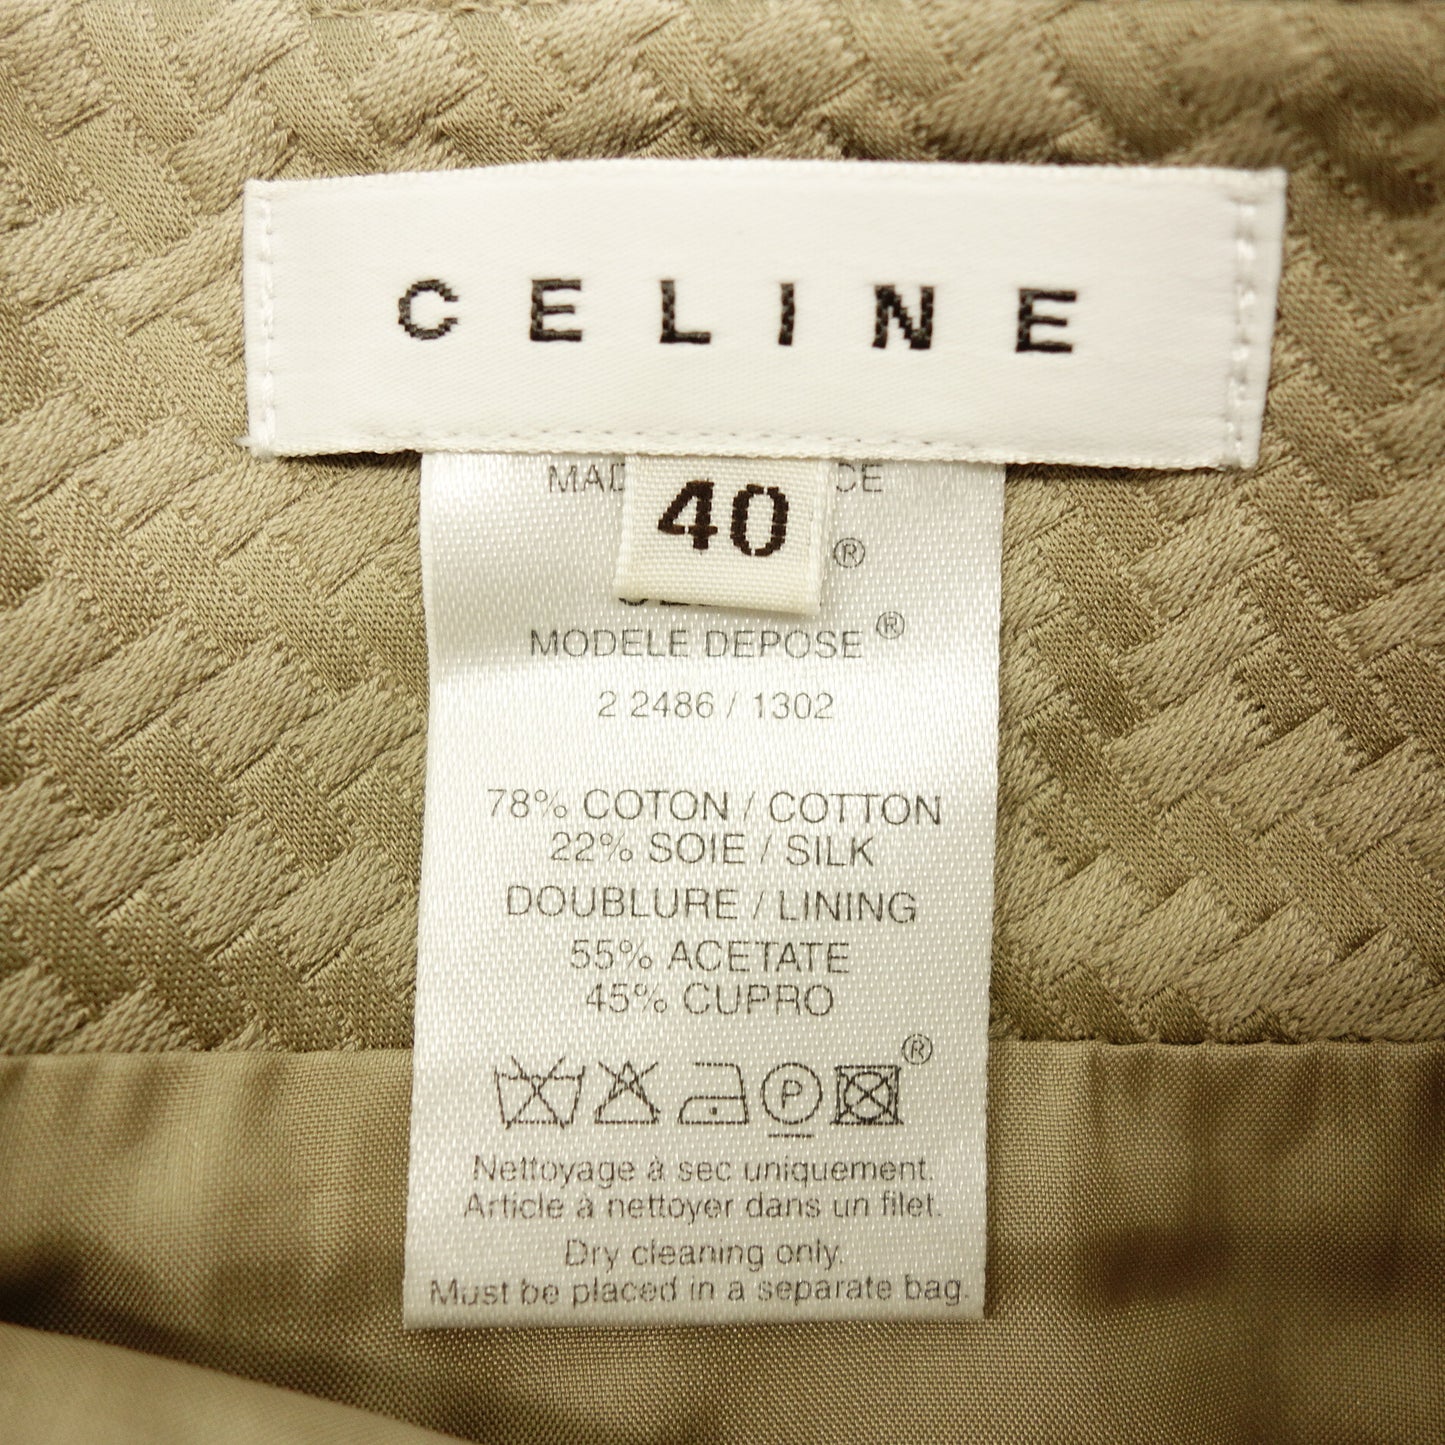 CELINE
40
®
MODELE DEPOSE ®
2 2486 / 1302
78% COTON / COTTON
22% SOIE / SILK
DOUBLURE / LINING
55% ACETATE
45% CUPRO
®
P
Nettoyage à sec uniquement.
Article à nettoyer dans un filet.
Dry cleaning only.
Must be placed in a separate bag.